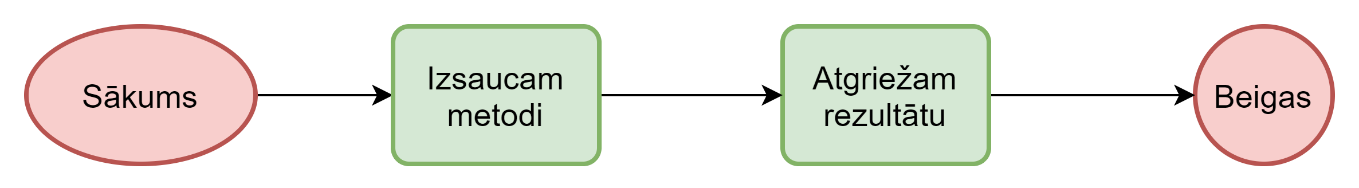 Sākums
Izsaucam
metodi
Atgriežam
rezultātu
Beigas